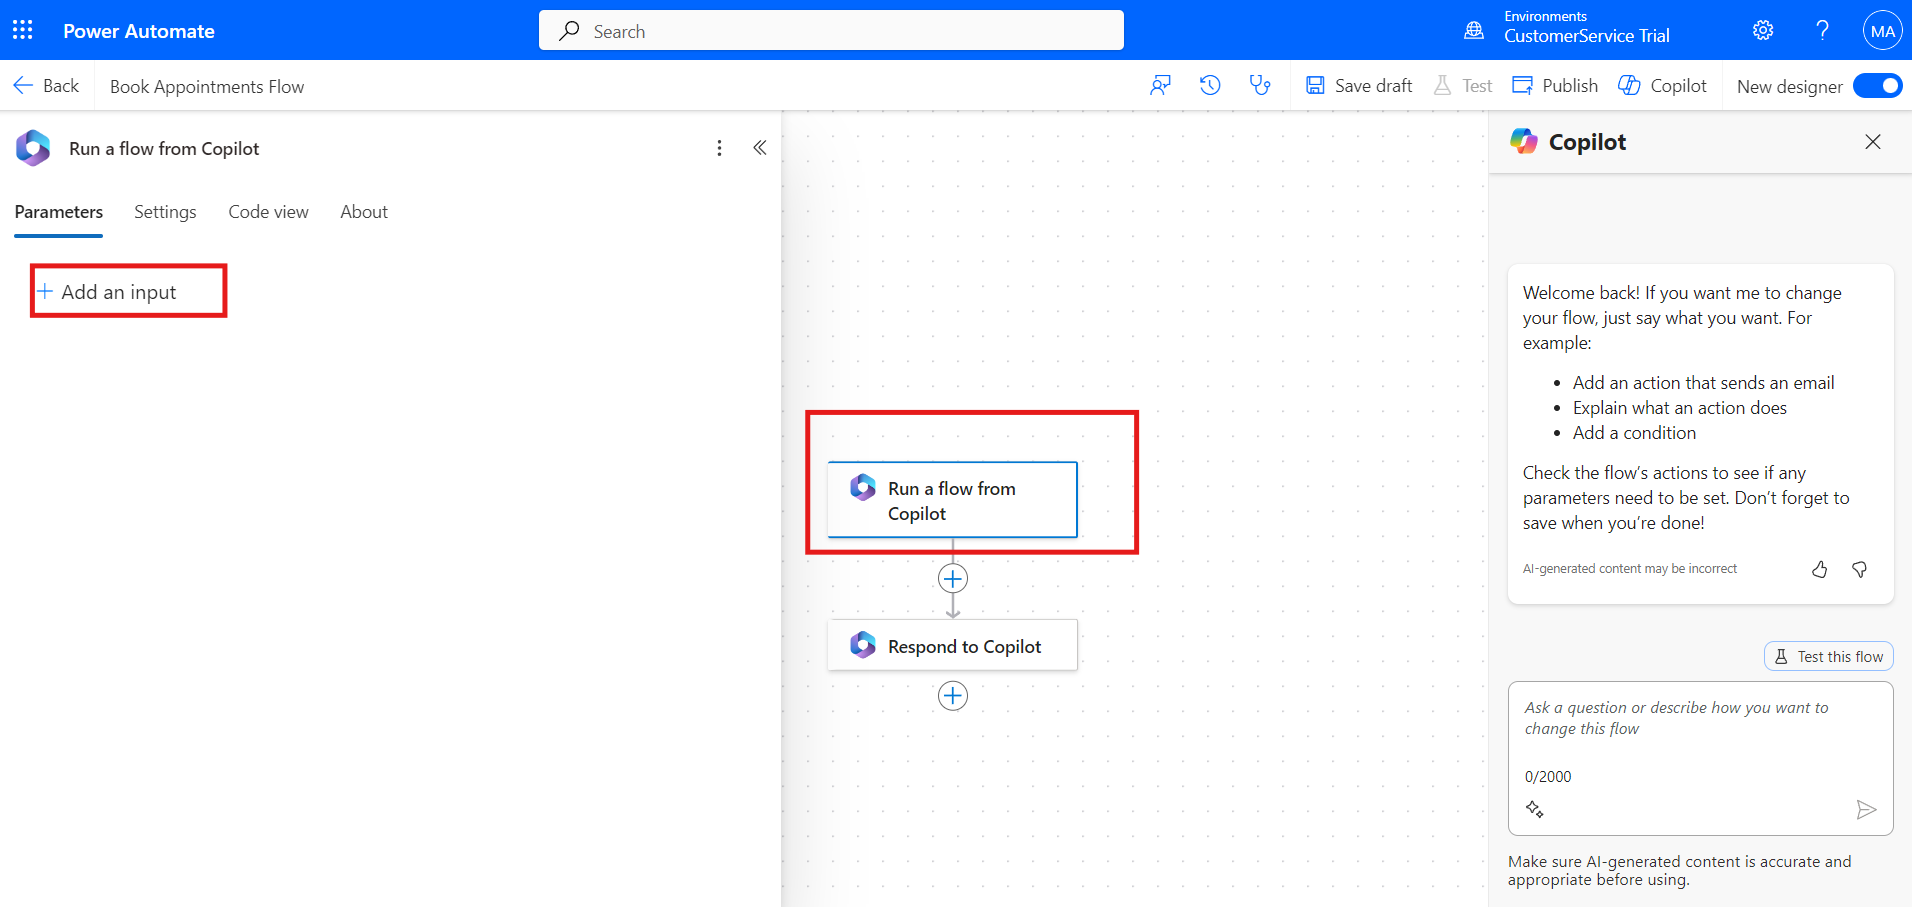 Power Automate
Search
Environments
CustomerService Trial
?
MA
Back
Book Appointments Flow
Save draft
Test
Publish
Copilot
New designer
Run a flow from Copilot
Parameters
Settings
Code view
About
+ Add an input
Run a flow from
Copilot
Respond to Copilot
Copilot
Welcome back! If you want me to change
your flow, just say what you want. For
example:
• Add an action that sends an email
• Explain what an action does
• Add a condition
Check the flow's actions to see if any
parameters need to be set. Don't forget to
save when you're done!
AI-generated content may be incorrect
Test this flow
Ask a question or describe how you want to
change this flow
0/2000
Make sure AI-generated content is accurate and
appropriate before using.